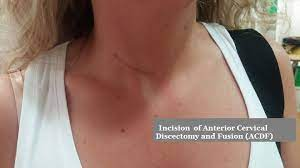 Incision of Anterior Cervical
Discectomy and Fusion (ACDF)